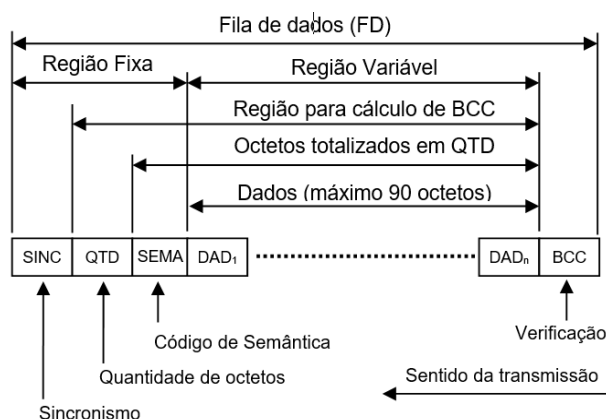 Fila de dados (FD)
Região Fixa
Região Variável
Região para cálculo de BCC
Octetos totalizados em QTD
Dados (máximo 90 octetos)
SINC QTD SEMA DAD₁ DADₙ BCC
Código de Semântica
Verificação
Quantidade de octetos
Sentido da transmissão
Sincronismo